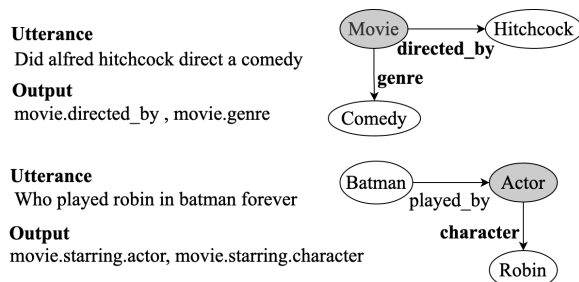 Utterance
Did alfred hitchcock direct a comedy
Output
movie.directed_by , movie.genre
Movie
directed_by
Hitchcock
genre
Comedy
Utterance
Who played robin in batman forever
Output
movie.starring.actor, movie.starring.character
Batman
played_by
Actor
character
Robin